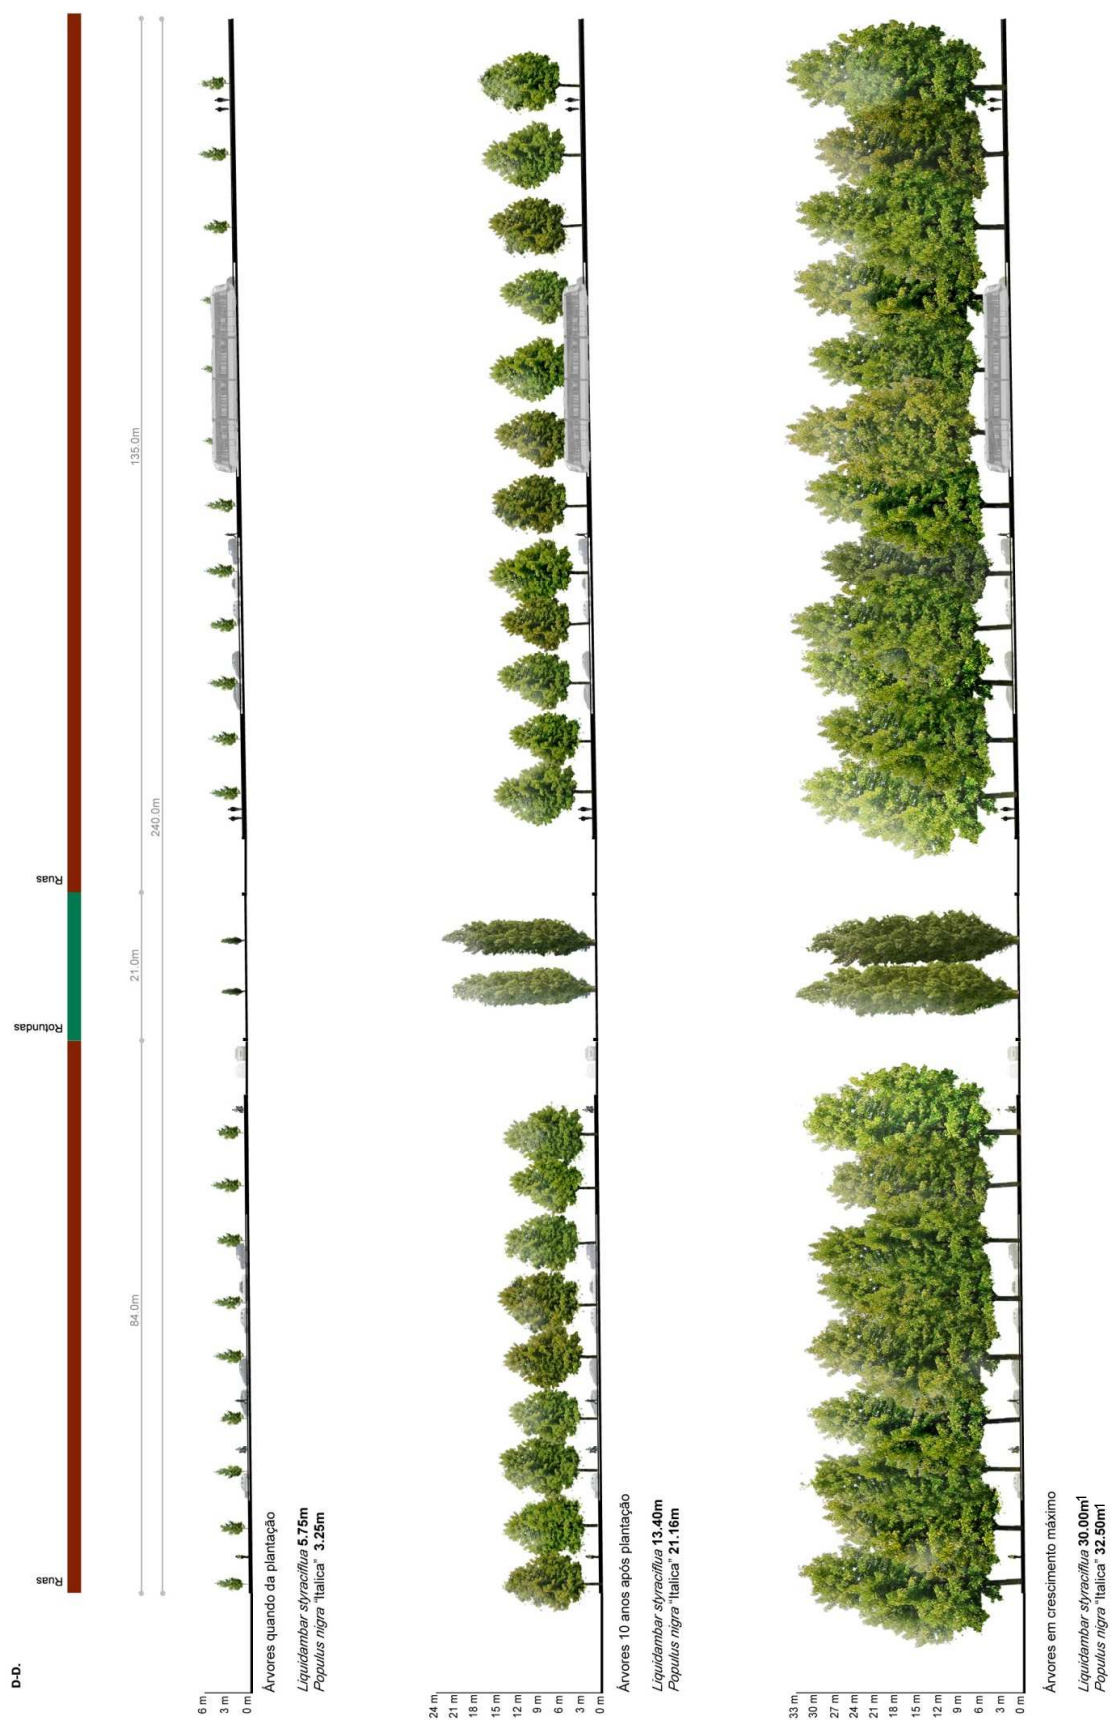 D-D.
Ruas
Rotundas
Ruas
84.0m
21.0m
135.0m
240.0m
6 m
3 m
0 m
Árvores quando da plantação
Liquidambar styraciflua 5.75m
Populus nigra "Italica" 3.25m
24 m
21 m
18 m
15 m
12 m
9 m
6 m
3 m
0 m
Árvores 10 anos após plantação
Liquidambar styraciflua 13.40m
Populus nigra "Italica" 21.16m
33 m
30 m
27 m
24 m
21 m
18 m
15 m
12 m
9 m
6 m
3 m
0 m
Árvores em crescimento máximo
Liquidambar styraciflua 30.00m¹
Populus nigra "Italica" 32.50m¹